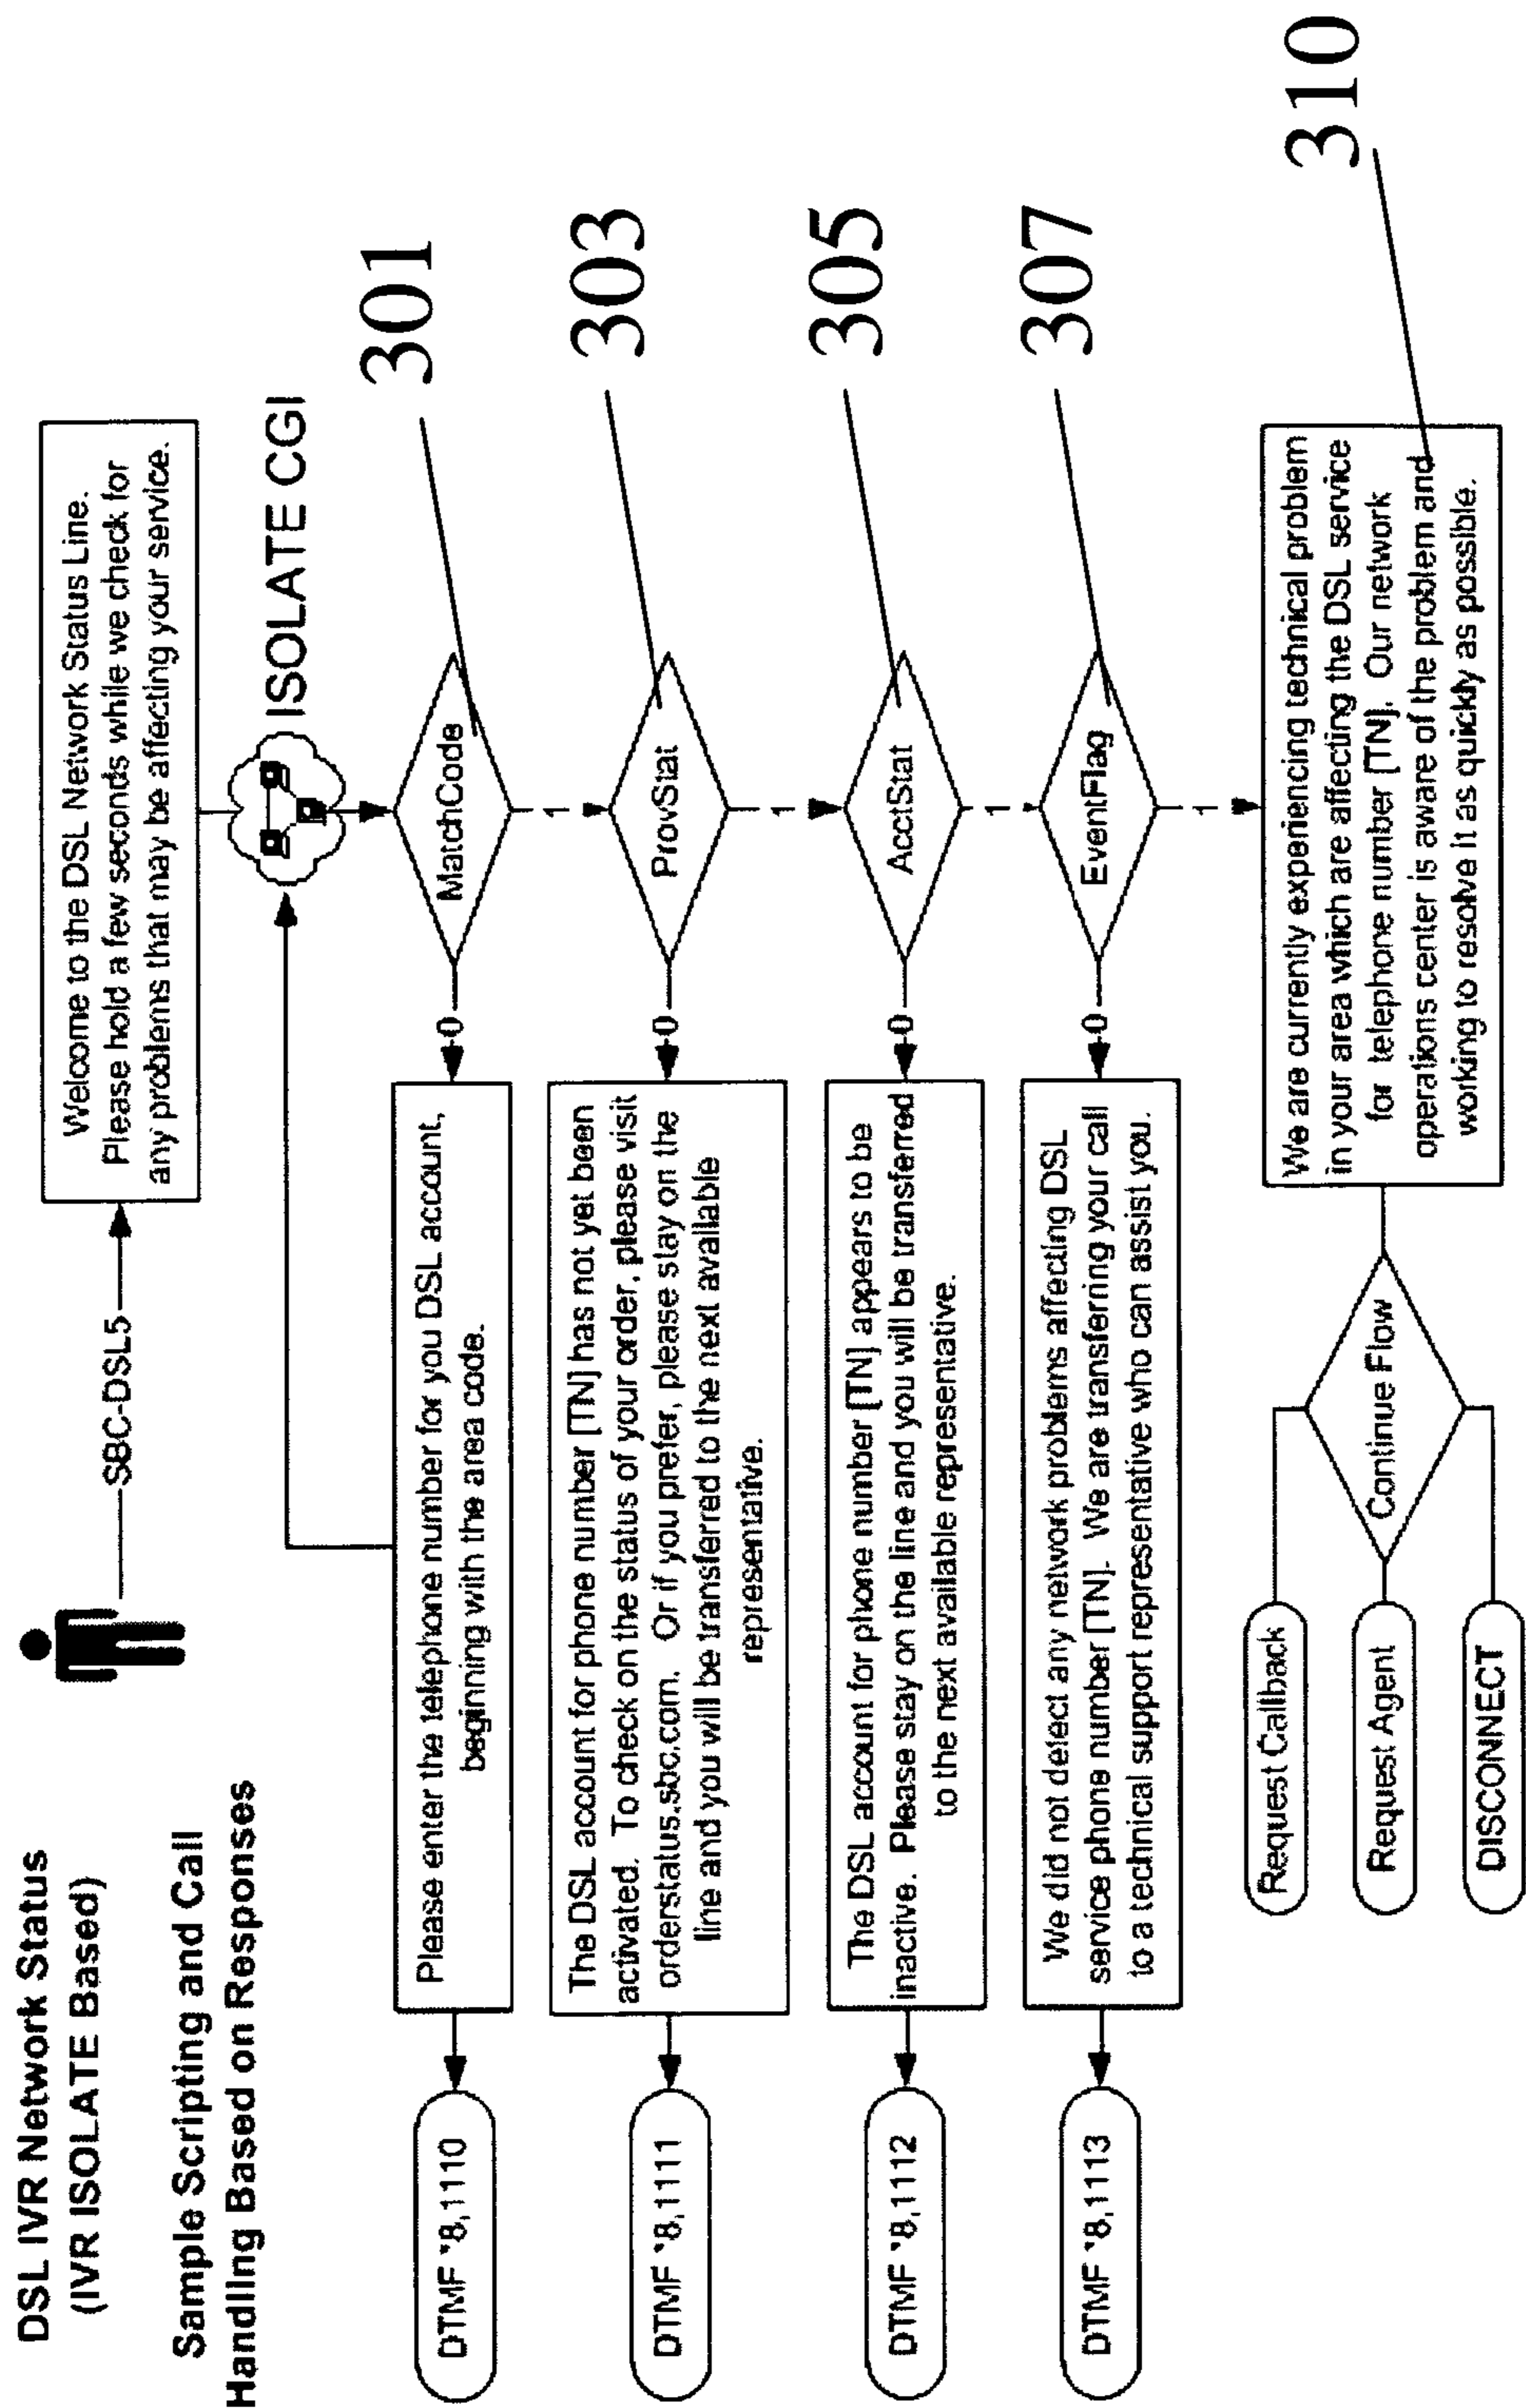 DSL IVR Network Status
(IVR ISOLATE Based)
Sample Scripting and Call
Handling Based on Responses
SBC-DSL5
Welcome to the DSL Network Status Line.
Please hold a few seconds while we check for
any problems that may be affecting your service.
ISOLATE CGI
MatchCode
301
0
1
Please enter the telephone number for you DSL account,
beginning with the area code.
DTMF *8,1110
ProvStat
303
0
1
The DSL account for phone number [TN] has not yet been
activated. To check on the status of your order, please visit
orderstatus.sbc.com. Or if you prefer, please stay on the
line and you will be transferred to the next available
representative.
DTMF *8,1111
AcctStat
305
0
1
The DSL account for phone number [TN] appears to be
inactive. Please stay on the line and you will be transferred
to the next available representative.
DTMF *8,1112
EventFlag
307
0
1
We did not detect any network problems affecting DSL
service phone number [TN]. We are transferring your call
to a technical support representative who can assist you.
DTMF *8,1113
We are currently experiencing technical problem
in your area which are affecting the DSL service
for telephone number [TN]. Our network
operations center is aware of the problem and
working to resolve it as quickly as possible.
310
Continue Flow
Request Callback
Request Agent
DISCONNECT